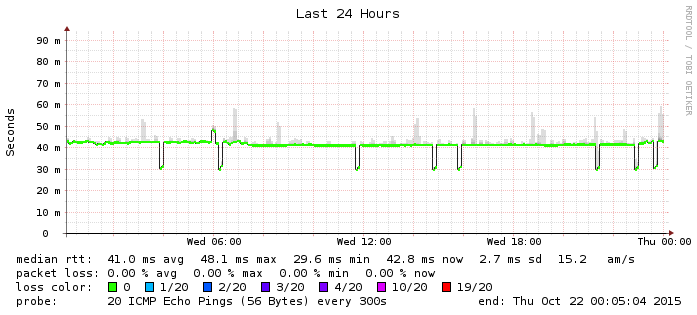 Last 24 Hours
RRDTOOL / TOBI OETIKER
Seconds
90 m
80 m
70 m
60 m
50 m
40 m
30 m
20 m
10 m
0
Wed 06:00 Wed 12:00 Wed 18:00 Thu 00:00
median rtt: 41.0 ms avg 48.1 ms max 29.6 ms min 42.8 ms now 2.7 ms sd 15.2 am/s
packet loss: 0.00 % avg 0.00 % max 0.00 % min 0.00 % now
loss color: 0 1/20 2/20 3/20 4/20 10/20 19/20
probe: 20 ICMP Echo Pings (56 Bytes) every 300s end: Thu Oct 22 00:05:04 2015